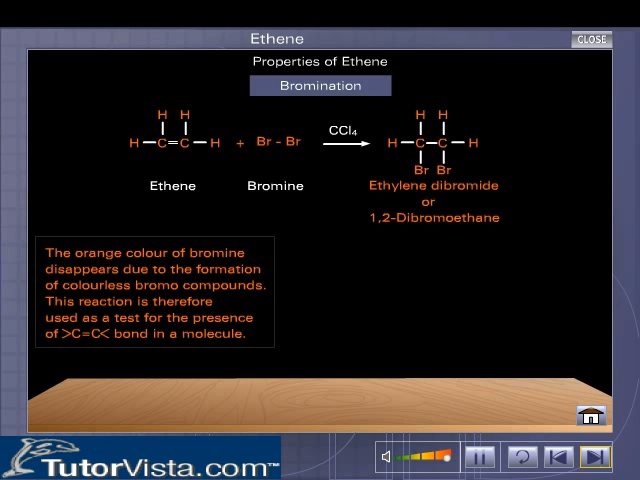 Ethene
CLOSE
Properties of Ethene
Bromination
H H H H
H C = C H + Br - Br CCl₄ H C C H
Br Br
Ethene Bromine Ethylene dibromide
or
1,2-Dibromoethane
The orange colour of bromine
disappears due to the formation
of colourless bromo compounds.
This reaction is therefore
used as a test for the presence
of >C=C< bond in a molecule.
TutorVista.com™